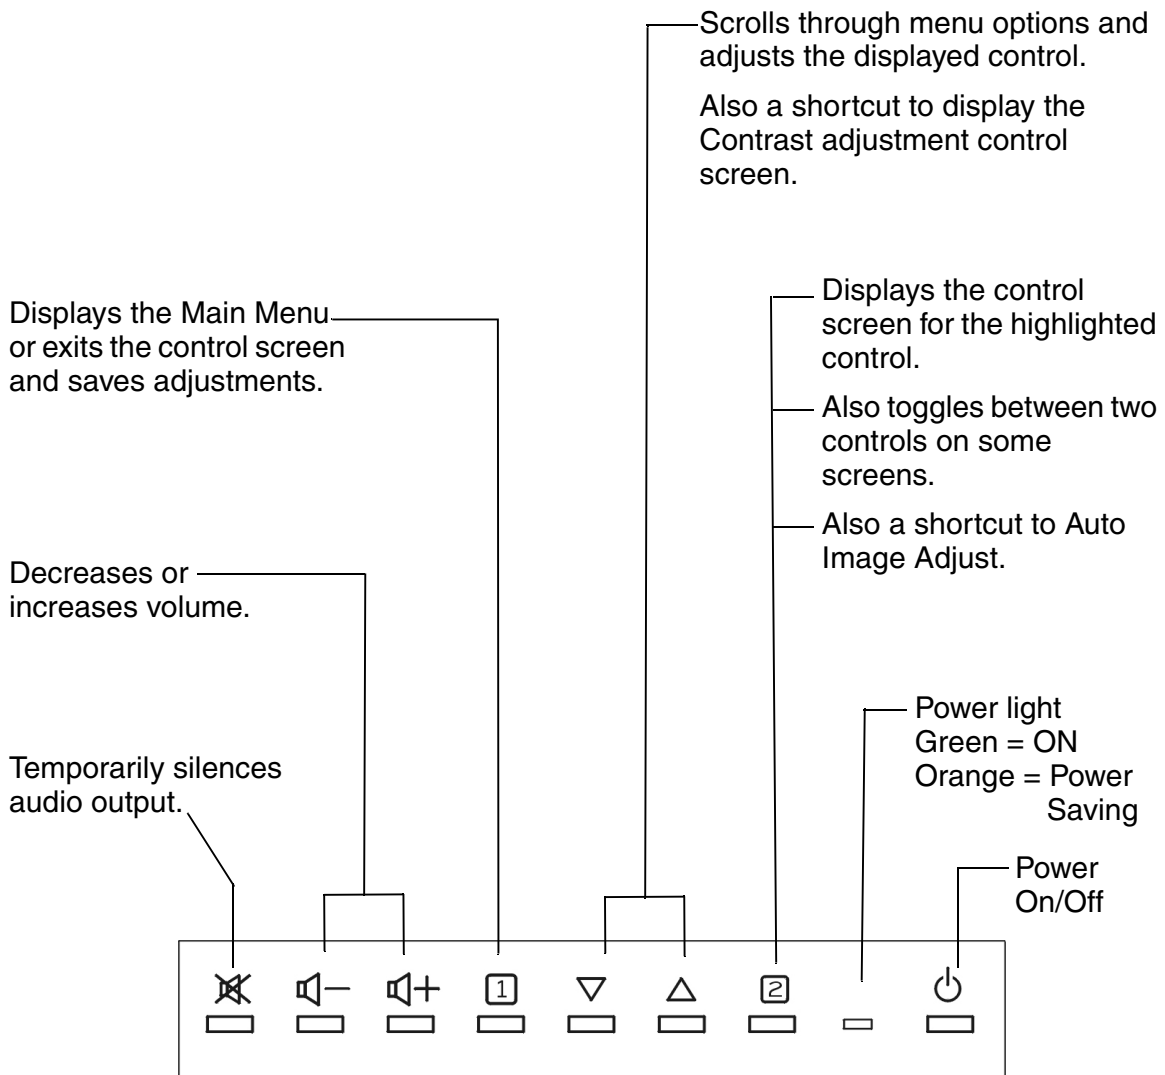 Scrolls through menu options and
adjusts the displayed control.
Also a shortcut to display the
Contrast adjustment control
screen.
Displays the Main Menu
or exits the control screen
and saves adjustments.
Displays the control
screen for the highlighted
control.
Also toggles between two
controls on some
screens.
Also a shortcut to Auto
Image Adjust.
Decreases or
increases volume.
Power light
Green = ON
Orange = Power
Saving
Temporarily silences
audio output.
Power
On/Off
1
2